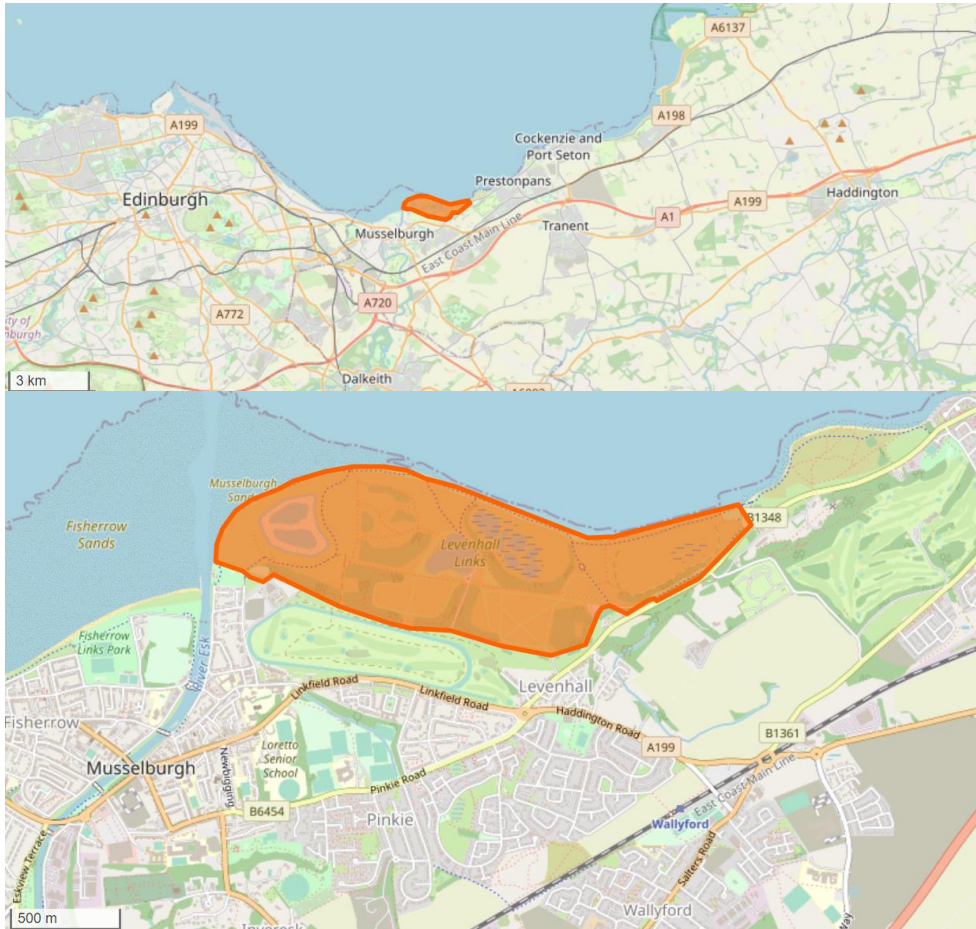 A6137
A199
A198
Cockenzie and
Port Seton
Prestonpans
Edinburgh
Haddington
A199
Musselburgh
A1
Tranent
East Coast Main Line
A720
A772
Dalkeith
3 km
Musselburgh
B1348
Fisherrow
Sands
Levenhall
Links
Fisherrow
Links Park
River Esk
Linkfield Road
Linkfield Road
Levenhall
Haddington Road
Fisherrow
A199
B1361
Loretto
Senior
School
Newbigging
Musselburgh
Pinkie Road
East Coast Main Line
B6454
Pinkie
Wallyford
Salters Road
Eskview Terrace
Wallyford
500 m